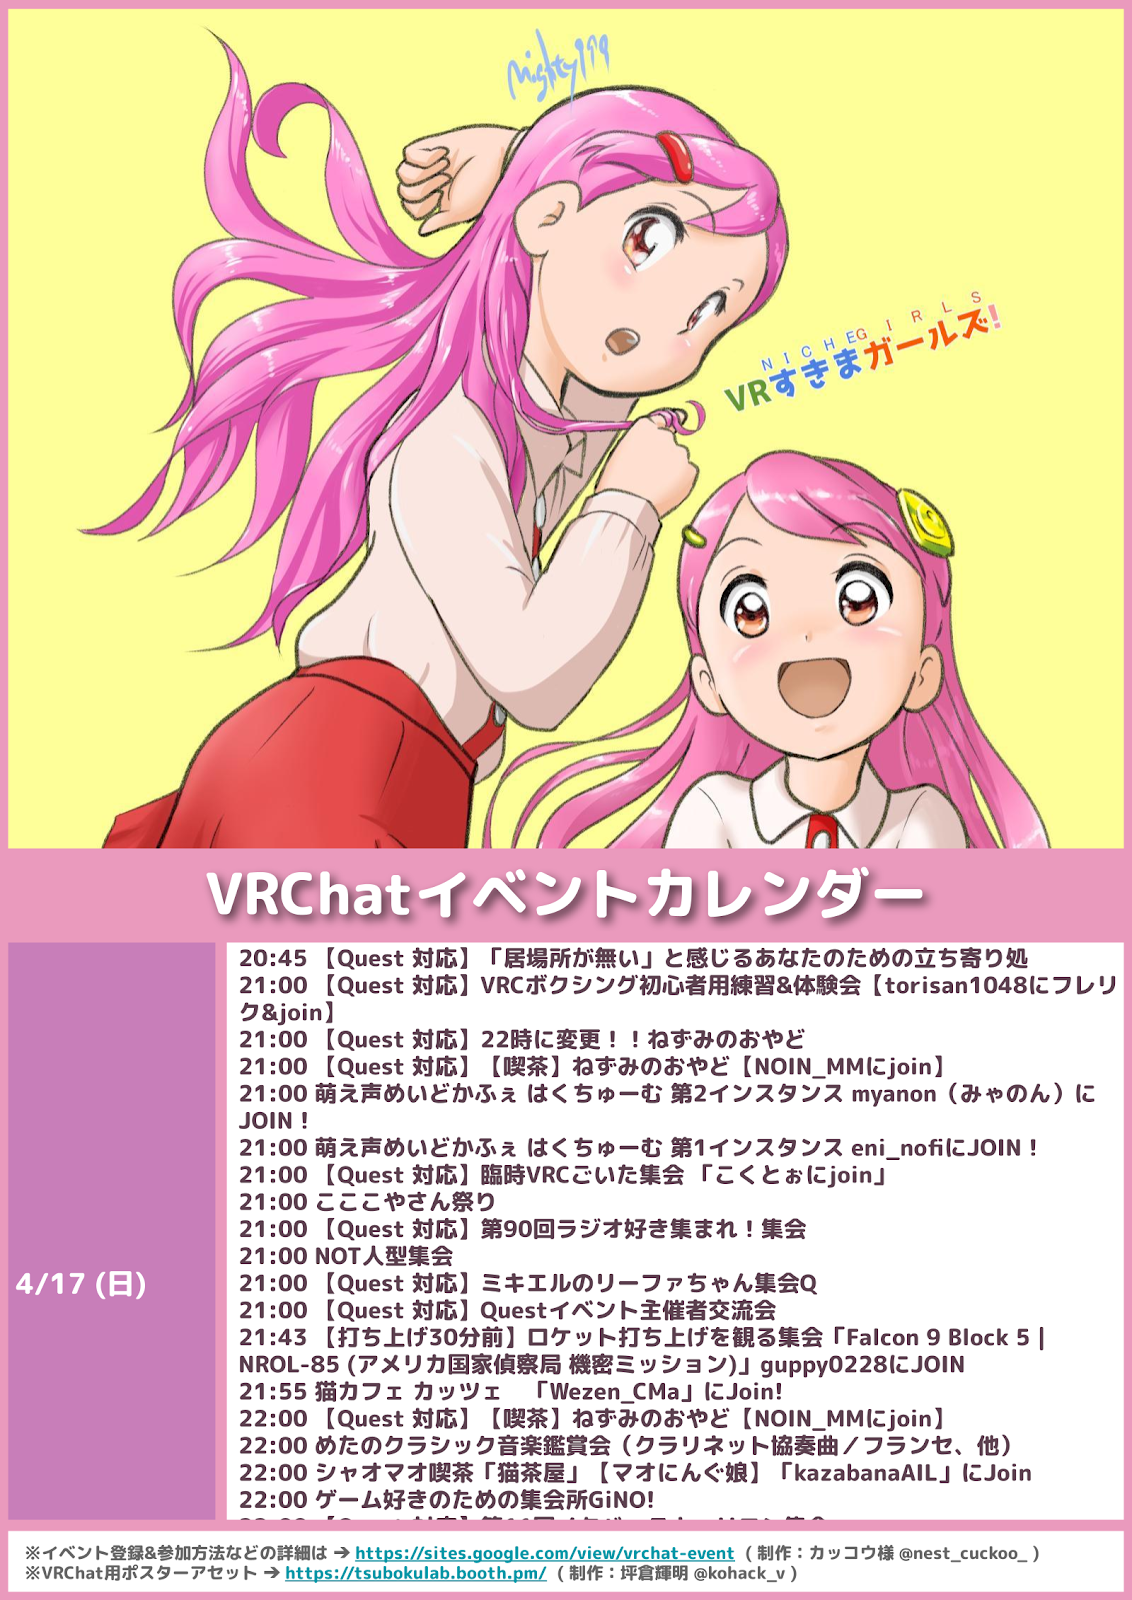 mighty199
NICHE GIRLS
VRすきまガールズ!
VRChatイベントカレンダー
4/17 (日)
20:45 【Quest 対応】「居場所が無い」と感じるあなたのための立ち寄り処
21:00 【Quest 対応】VRCボクシング初心者用練習&体験会【torisan1048にフレリ
ク&join】
21:00 【Quest 対応】22時に変更！！ねずみのおやど
21:00 【Quest 対応】【喫茶】ねずみのおやど【NOIN_MMにjoin】
21:00 萌え声めいどかふぇ はくちゅーむ 第2インスタンス myanon（みゃのん）に
JOIN！
21:00 萌え声めいどかふぇ はくちゅーむ 第1インスタンス eni_nofiにJOIN！
21:00 【Quest 対応】臨時VRCごいた集会 「こくとぉにjoin」
21:00 こここやさん祭り
21:00 【Quest 対応】第90回ラジオ好き集まれ！集会
21:00 NOT人型集会
21:00 【Quest 対応】ミキエルのリーファちゃん集会Q
21:00 【Quest 対応】Questイベント主催者交流会
21:43 【打ち上げ30分前】ロケット打ち上げを観る集会「Falcon 9 Block 5 |
NROL-85 (アメリカ国家偵察局 機密ミッション)」guppy0228にJOIN
21:55 猫カフェ カッツェ　「Wezen_CMa」にJoin!
22:00 【Quest 対応】【喫茶】ねずみのおやど【NOIN_MMにjoin】
22:00 めたのクラシック音楽鑑賞会（クラリネット協奏曲／フランセ、他）
22:00 シャオマオ喫茶「猫茶屋」【マオにんぐ娘】「kazabanaAIL」にJoin
22:00 ゲーム好きのための集会所GiNO!
※イベント登録&参加方法などの詳細は ➔ https://sites.google.com/view/vrchat-event （制作：カッコウ様 @nest_cuckoo_ ）
※VRChat用ポスターアセット ➔ https://tsubokulab.booth.pm/ （制作：坪倉輝明 @kohack_v ）